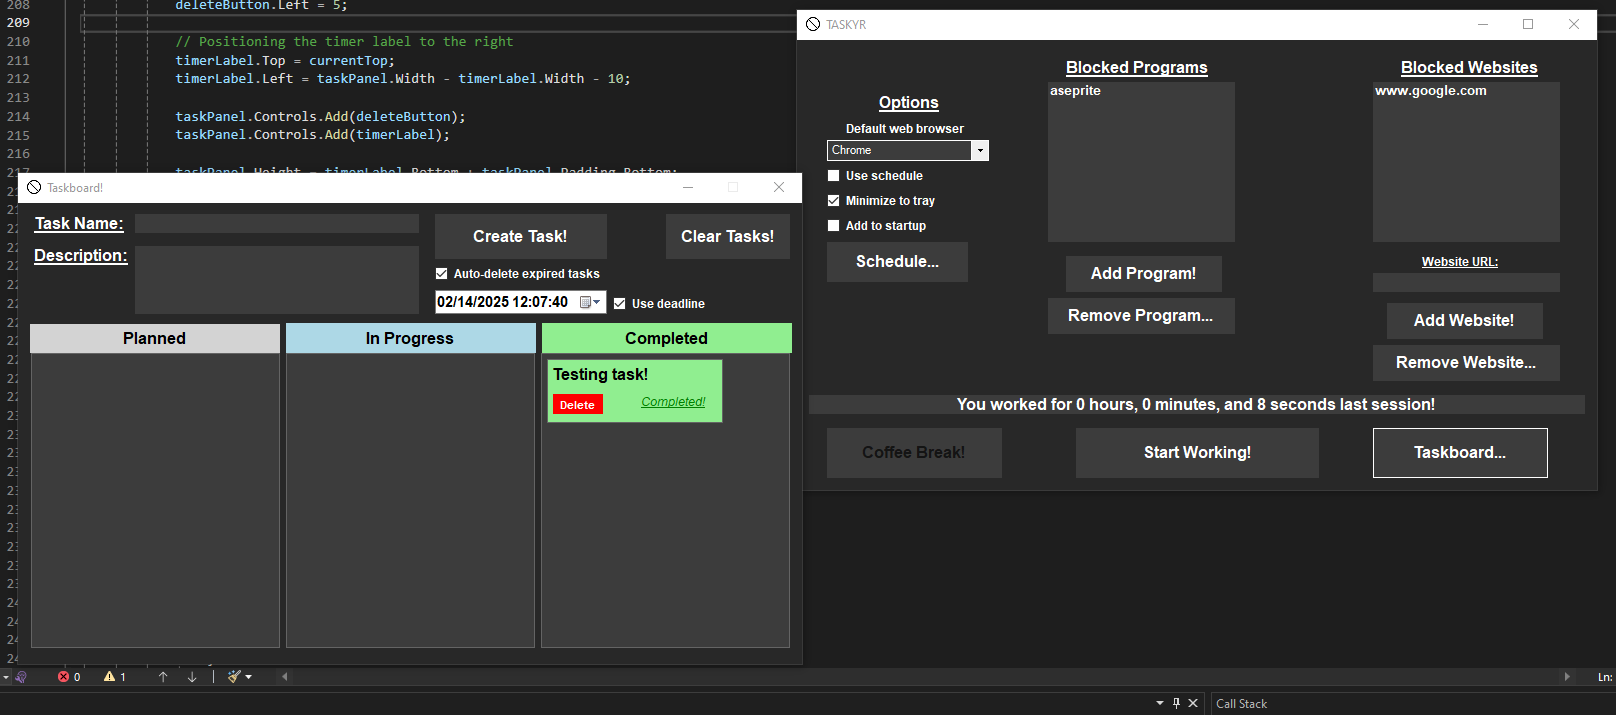 208 deleteButton.Left = 5;
209
210 // Positioning the timer label to the right
211 timerLabel.Top = currentTop;
212 timerLabel.Left = taskPanel.Width - timerLabel.Width - 10;
213
214 taskPanel.Controls.Add(deleteButton);
215 taskPanel.Controls.Add(timerLabel);
216
taskPanel.Height = timerLabel.Bottom + taskPanel.Padding.Bottom;
Taskboard!
Task Name:
Description:
Create Task!
Clear Tasks!
Auto-delete expired tasks
02/14/2025 12:07:40
Use deadline
Planned
In Progress
Completed
Testing task!
Delete
Completed!
TASKYR
Options
Default web browser
Chrome
Use schedule
Minimize to tray
Add to startup
Schedule...
Blocked Programs
aseprite
Add Program!
Remove Program...
Blocked Websites
www.google.com
Website URL:
Add Website!
Remove Website...
You worked for 0 hours, 0 minutes, and 8 seconds last session!
Coffee Break!
Start Working!
Taskboard...
0
1
Ln:
Call Stack